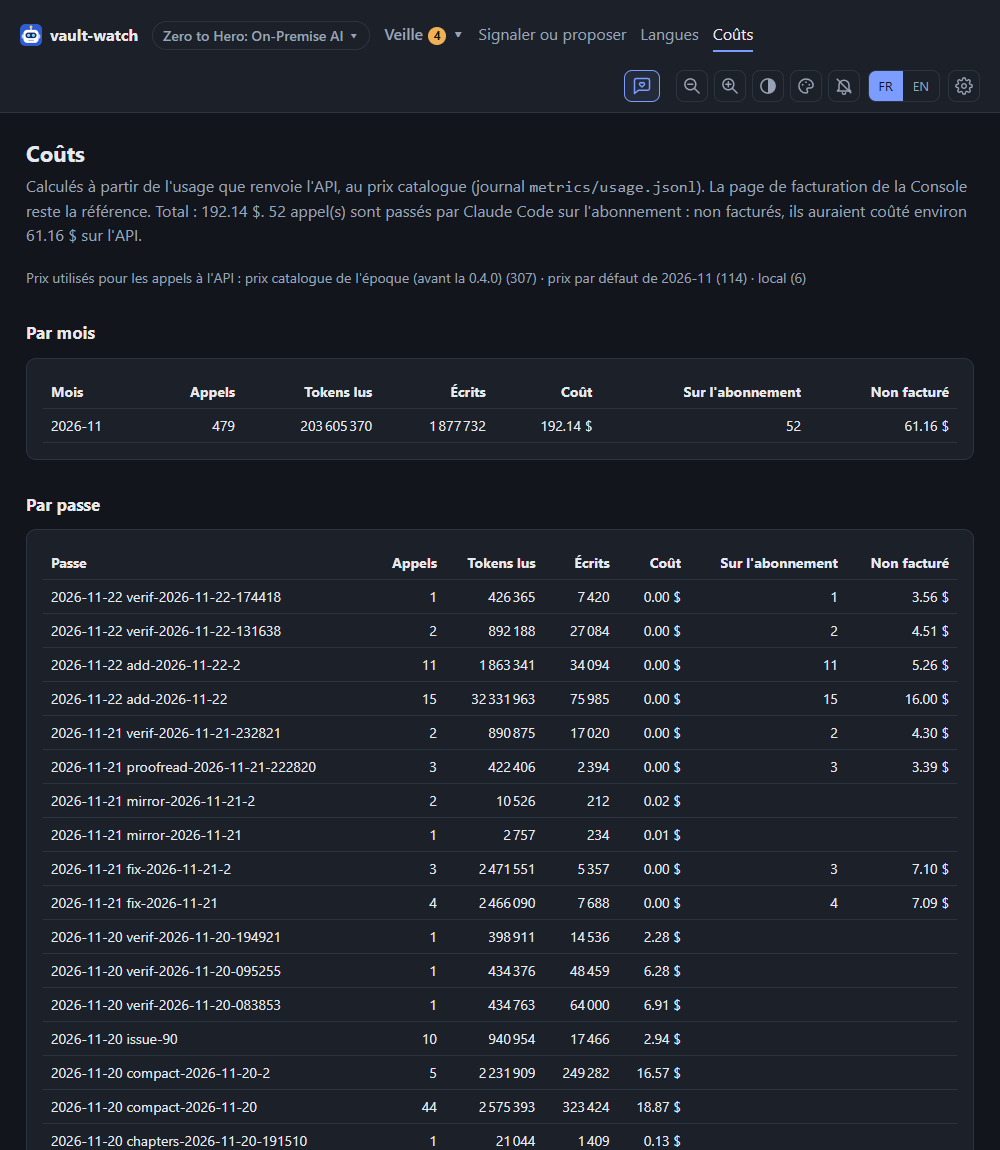 vault-watch Zero to Hero: On-Premise AI ▾ Veille 4 ▾ Signaler ou proposer Langues Coûts
FR EN
Coûts
Calculés à partir de l'usage que renvoie l'API, au prix catalogue (journal metrics/usage.jsonl). La page de facturation de la Console
reste la référence. Total : 192.14 $. 52 appel(s) sont passés par Claude Code sur l'abonnement : non facturés, ils auraient coûté environ
61.16 $ sur l'API.
Prix utilisés pour les appels à l'API : prix catalogue de l'époque (avant la 0.4.0) (307) · prix par défaut de 2026-11 (114) · local (6)
Par mois
Mois Appels Tokens lus Écrits Coût Sur l'abonnement Non facturé
2026-11 479 203 605 370 1 877 732 192.14 $ 52 61.16 $
Par passe
Passe Appels Tokens lus Écrits Coût Sur l'abonnement Non facturé
2026-11-22 verif-2026-11-22-174418 1 426 365 7 420 0.00 $ 1 3.56 $
2026-11-22 verif-2026-11-22-131638 2 892 188 27 084 0.00 $ 2 4.51 $
2026-11-22 add-2026-11-22-2 11 1 863 341 34 094 0.00 $ 11 5.26 $
2026-11-22 add-2026-11-22 15 32 331 963 75 985 0.00 $ 15 16.00 $
2026-11-21 verif-2026-11-21-232821 2 890 875 17 020 0.00 $ 2 4.30 $
2026-11-21 proofread-2026-11-21-222820 3 422 406 2 394 0.00 $ 3 3.39 $
2026-11-21 mirror-2026-11-21-2 2 10 526 212 0.02 $
2026-11-21 mirror-2026-11-21 1 2 757 234 0.01 $
2026-11-21 fix-2026-11-21-2 3 2 471 551 5 357 0.00 $ 3 7.10 $
2026-11-21 fix-2026-11-21 4 2 466 090 7 688 0.00 $ 4 7.09 $
2026-11-20 verif-2026-11-20-194921 1 398 911 14 536 2.28 $
2026-11-20 verif-2026-11-20-095255 1 434 376 48 459 6.28 $
2026-11-20 verif-2026-11-20-083853 1 434 763 64 000 6.91 $
2026-11-20 issue-90 10 940 954 17 466 2.94 $
2026-11-20 compact-2026-11-20-2 5 2 231 909 249 282 16.57 $
2026-11-20 compact-2026-11-20 44 2 575 393 323 424 18.87 $
2026-11-20 chapters-2026-11-20-191510 1 21 044 1 409 0.13 $